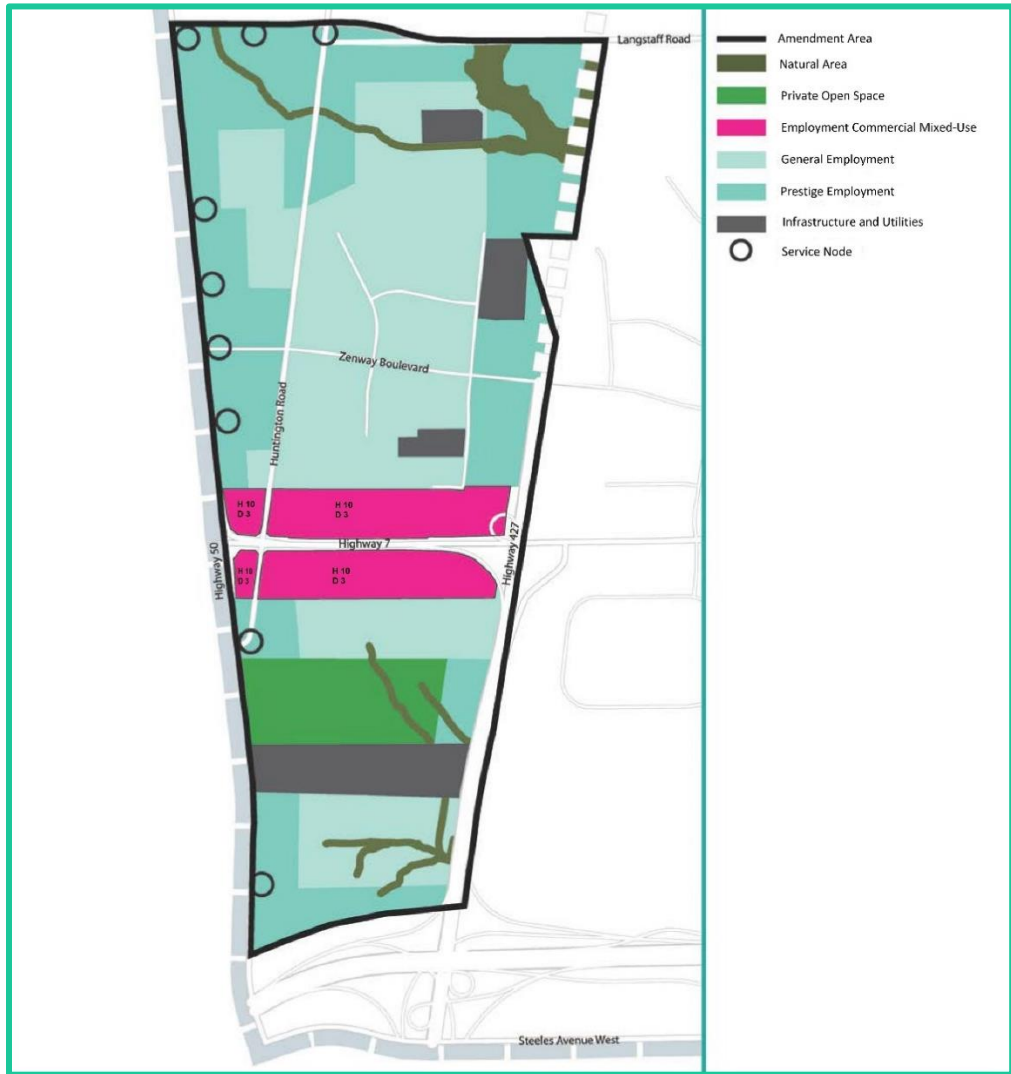 Langstaff Road
Amendment Area
Natural Area
Private Open Space
Employment Commercial Mixed-Use
General Employment
Prestige Employment
Infrastructure and Utilities
Service Node
Zenway Boulevard
Huntington Road
H 10
D 3
H 10
D 3
Highway 7
Highway 50
Highway 427
H 10
D 3
H 10
D 3
Steeles Avenue West